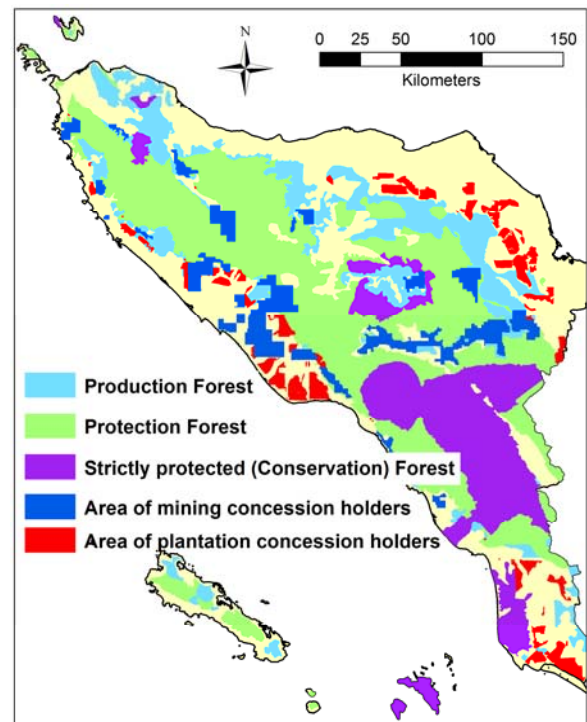 N
0 50 100 150
Kilometers
Production Forest
Protection Forest
Strictly protected (Conservation) Forest
Area of mining concession holders
Area of plantation concession holders